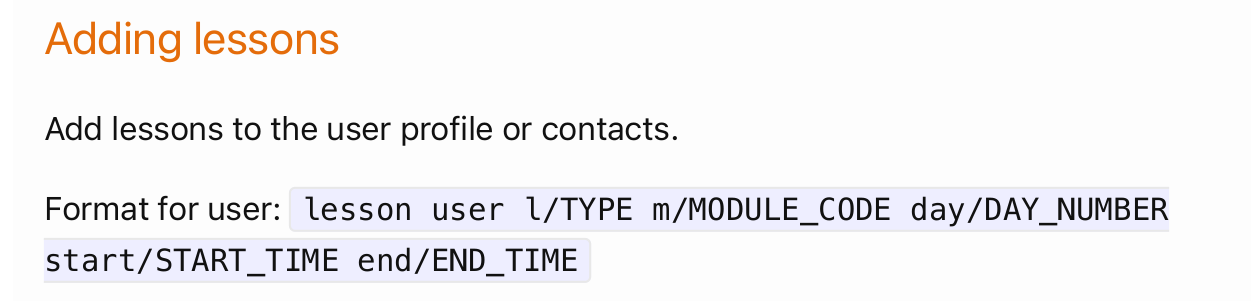 Adding lessons
Add lessons to the user profile or contacts.
Format for user: lesson user l/TYPE m/MODULE_CODE day/DAY_NUMBER
start/START_TIME end/END_TIME